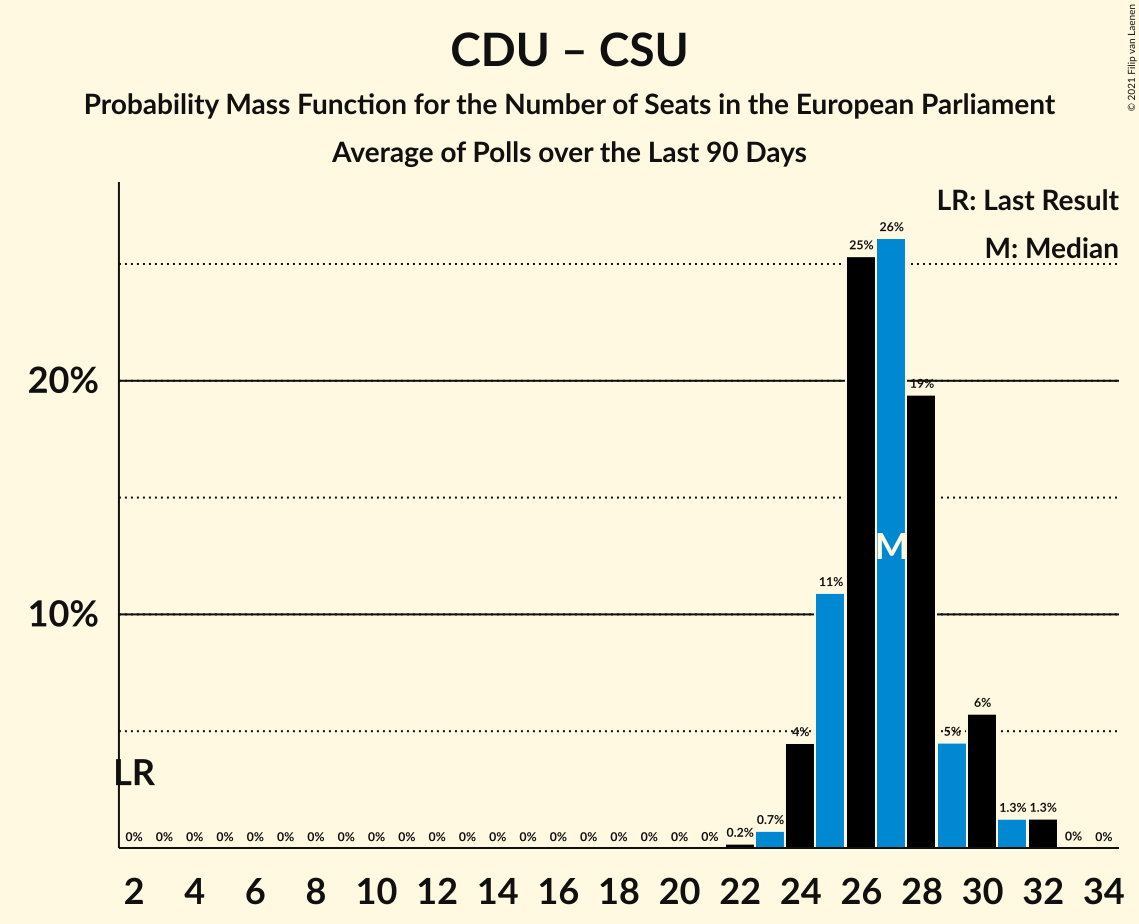 CDU – CSU
Probability Mass Function for the Number of Seats in the European Parliament
Average of Polls over the Last 90 Days
© 2021 Filip van Laenen
LR: Last Result
M: Median
20%
10%
LR
M
0% 0% 0% 0% 0% 0% 0% 0% 0% 0% 0% 0% 0% 0% 0% 0% 0% 0% 0% 0% 0.2% 0.7% 4% 11% 25% 26% 19% 5% 6% 1.3% 1.3% 0% 0%
2 4 6 8 10 12 14 16 18 20 22 24 26 28 30 32 34